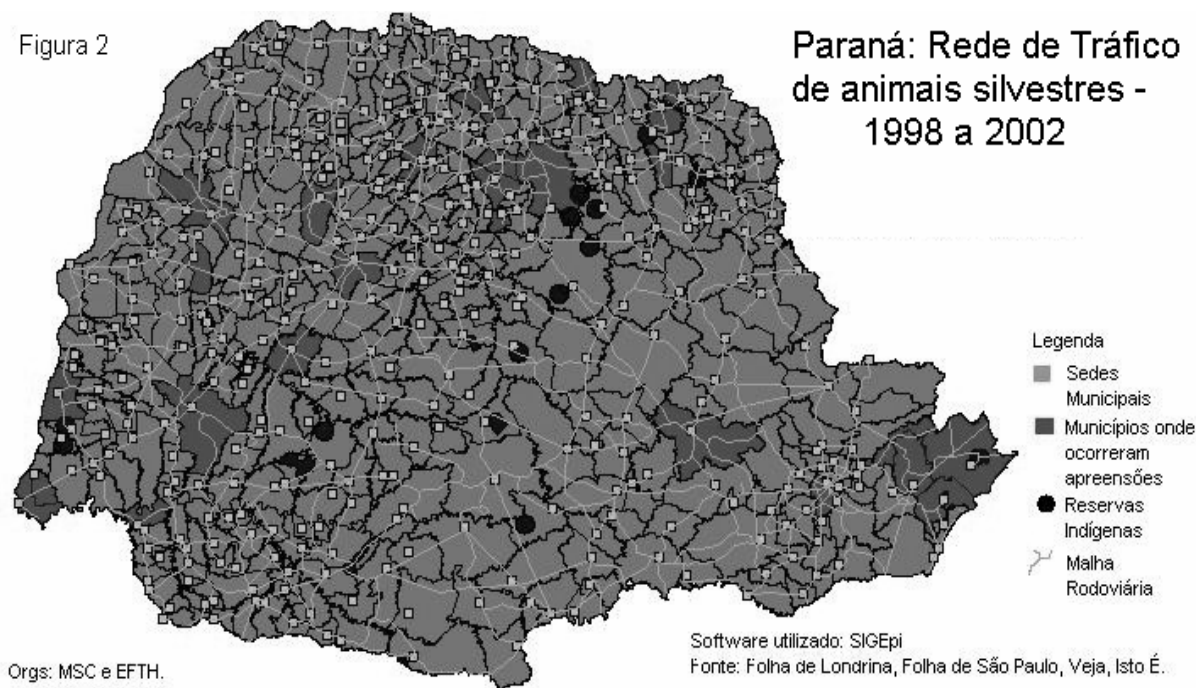 Figura 2
Paraná: Rede de Tráfico
de animais silvestres -
1998 a 2002
Legenda
Sedes
Municipais
Municípios onde
ocorreram
apreensões
Reservas
Indígenas
Malha
Rodoviária
Software utilizado: SIGEpi
Orgs: MSC e EFTH.
Fonte: Folha de Londrina, Folha de São Paulo, Veja, Isto É.